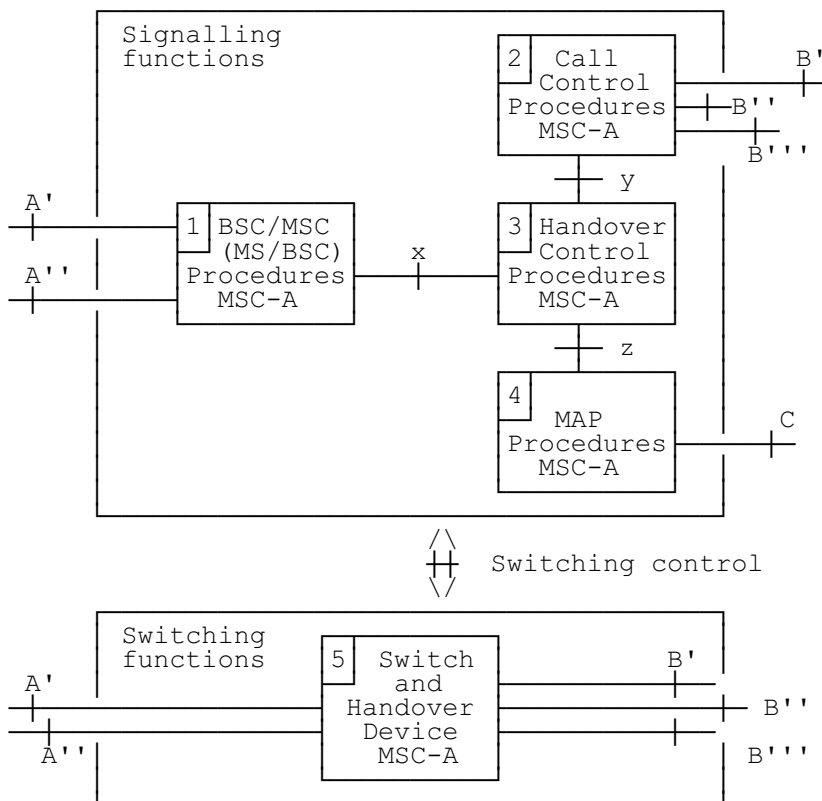 Signalling
functions
2
Call
Control
Procedures
MSC-A
B'
B''
B'''
y
A'
A''
1
BSC/MSC
(MS/BSC)
Procedures
MSC-A
x
3
Handover
Control
Procedures
MSC-A
z
4
MAP
Procedures
MSC-A
C
/\
Switching control
\/
Switching
functions
5
Switch
and
Handover
Device
MSC-A
A'
A''
B'
B''
B'''